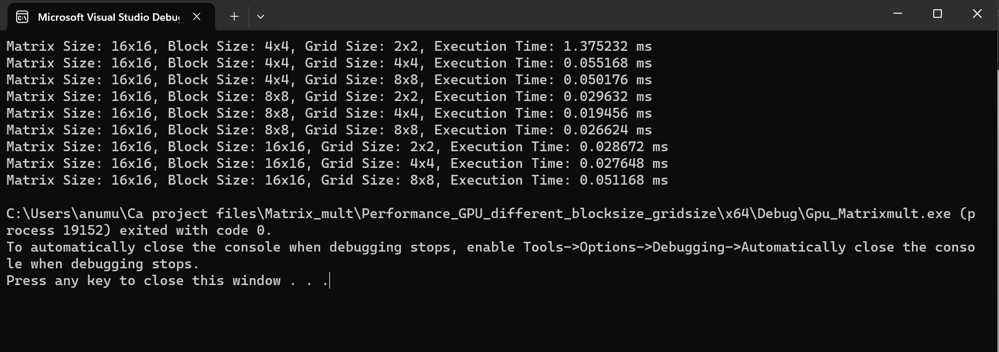 Microsoft Visual Studio Debu
Matrix Size: 16x16, Block Size: 4x4, Grid Size: 2x2, Execution Time: 1.375232 ms
Matrix Size: 16x16, Block Size: 4x4, Grid Size: 4x4, Execution Time: 0.055168 ms
Matrix Size: 16x16, Block Size: 4x4, Grid Size: 8x8, Execution Time: 0.050176 ms
Matrix Size: 16x16, Block Size: 8x8, Grid Size: 2x2, Execution Time: 0.029632 ms
Matrix Size: 16x16, Block Size: 8x8, Grid Size: 4x4, Execution Time: 0.019456 ms
Matrix Size: 16x16, Block Size: 8x8, Grid Size: 8x8, Execution Time: 0.026624 ms
Matrix Size: 16x16, Block Size: 16x16, Grid Size: 2x2, Execution Time: 0.028672 ms
Matrix Size: 16x16, Block Size: 16x16, Grid Size: 4x4, Execution Time: 0.027648 ms
Matrix Size: 16x16, Block Size: 16x16, Grid Size: 8x8, Execution Time: 0.051168 ms
C:\Users\anumu\Ca project files\Matrix_mult\Performance_GPU_different_blocksize_gridsize\x64\Debug\Gpu_Matrixmult.exe (p
rocess 19152) exited with code 0.
To automatically close the console when debugging stops, enable Tools->Options->Debugging->Automatically close the conso
le when debugging stops.
Press any key to close this window . . .